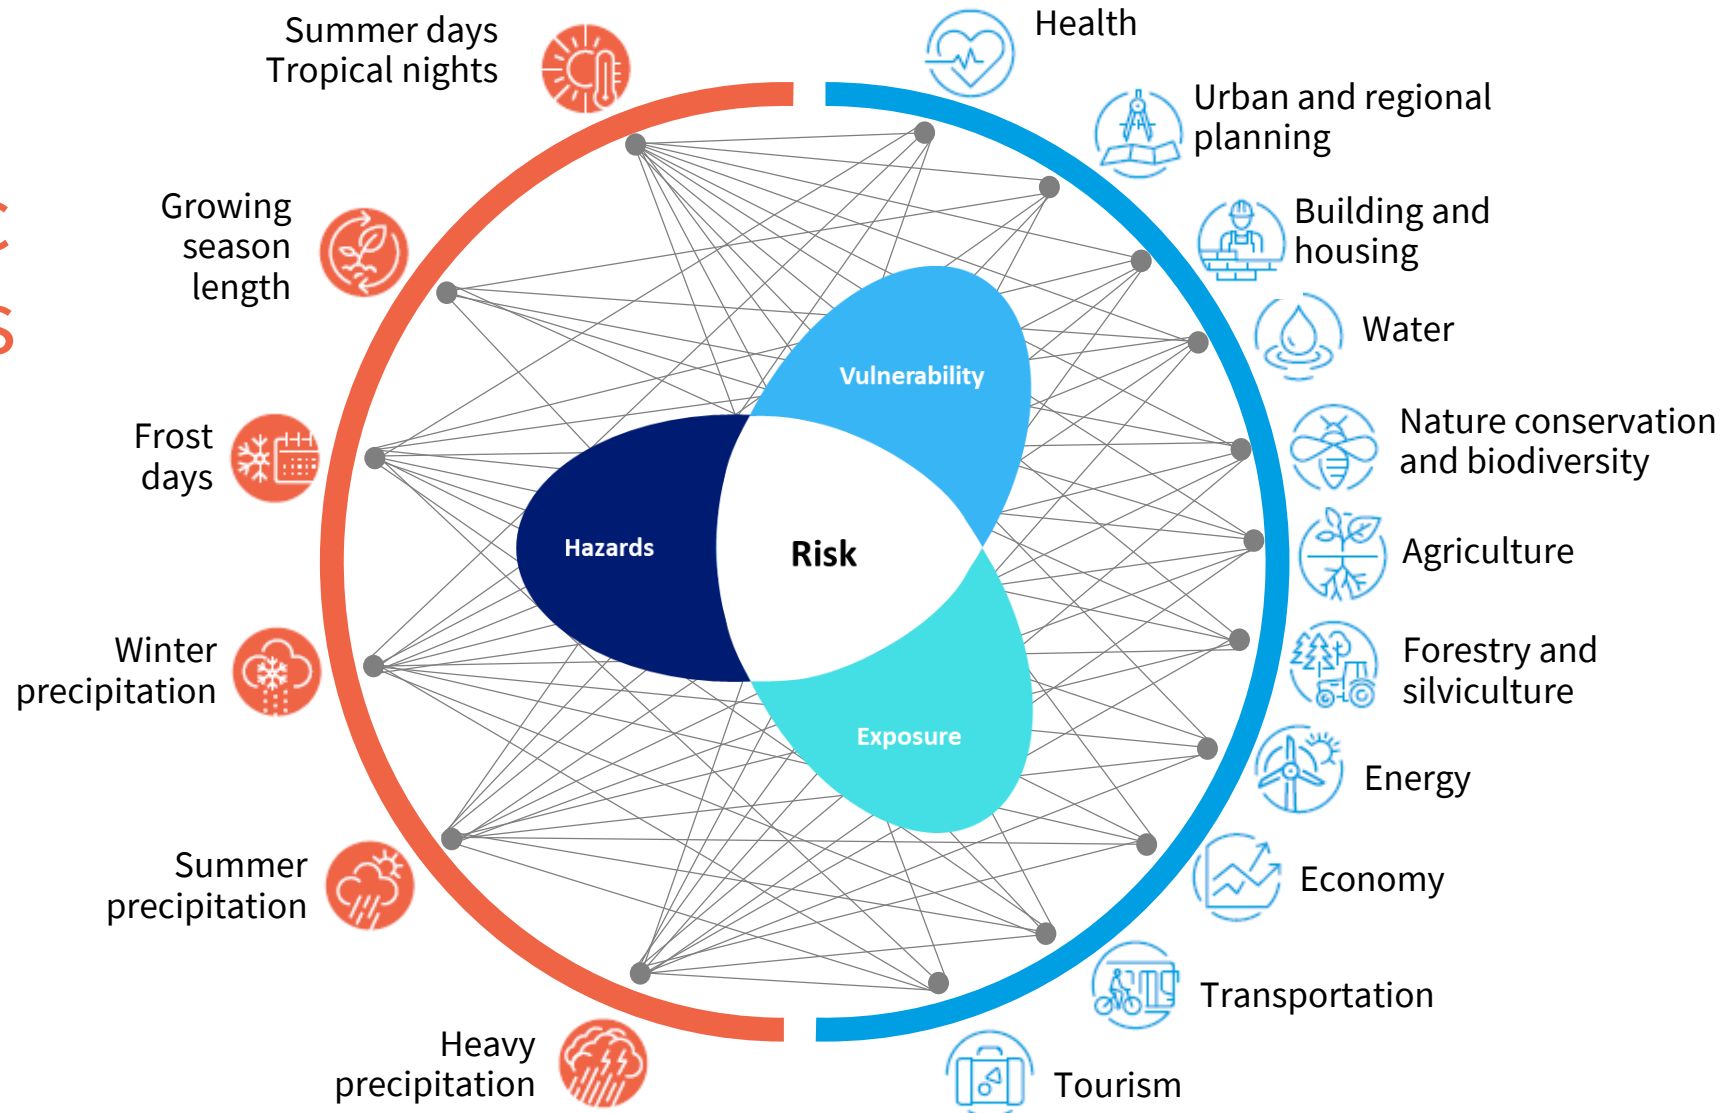 Summer days
Tropical nights
Growing
season
length
Frost
days
Winter
precipitation
Summer
precipitation
Heavy
precipitation
Health
Urban and regional
planning
Building and
housing
Water
Nature conservation
and biodiversity
Agriculture
Forestry and
silviculture
Energy
Economy
Transportation
Tourism
Vulnerability
Hazards
Risk
Exposure